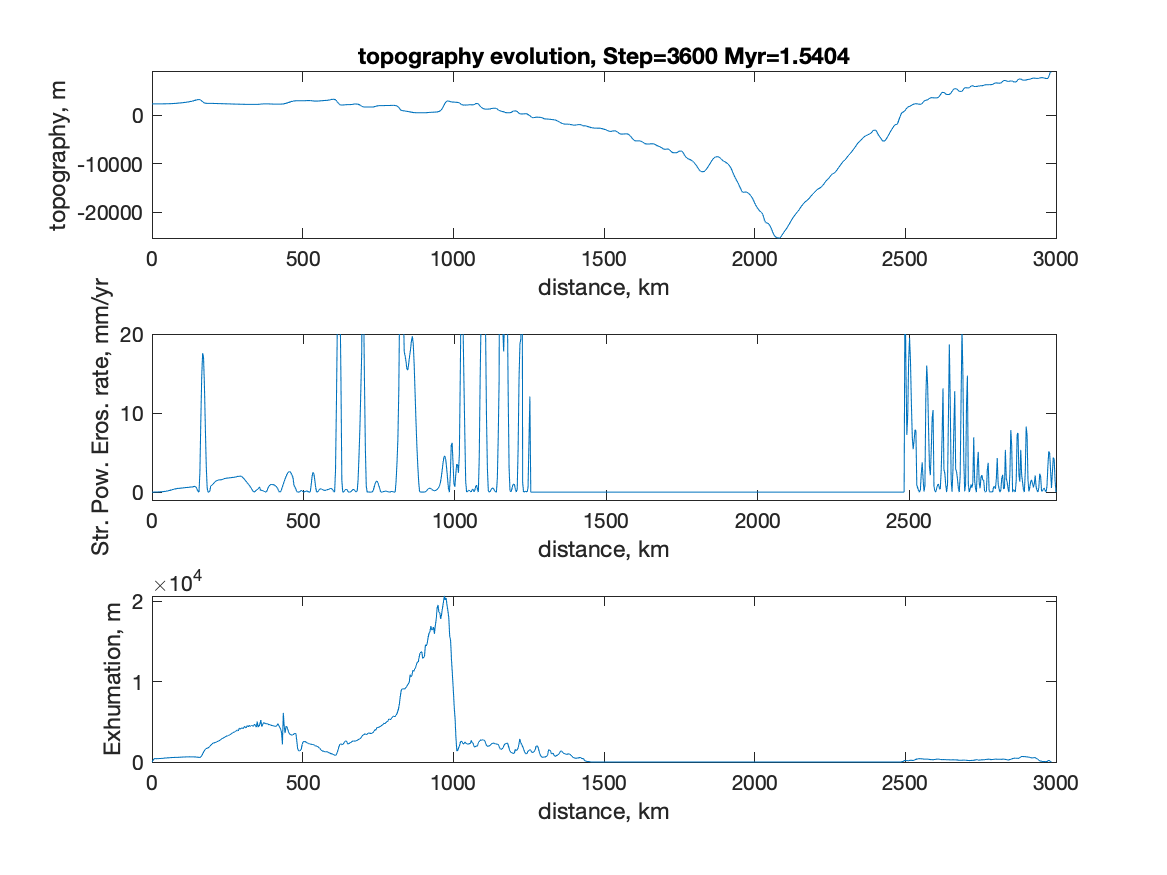 topography evolution, Step=3600 Myr=1.5404
topography, m
0
-10000
-20000
0 500 1000 1500 2000 2500 3000
distance, km
Str. Pow. Eros. rate, mm/yr
20
10
0
0 500 1000 1500 2000 2500
distance, km
×10⁴
Exhumation, m
2
1
0
0 500 1000 1500 2000 2500 3000
distance, km